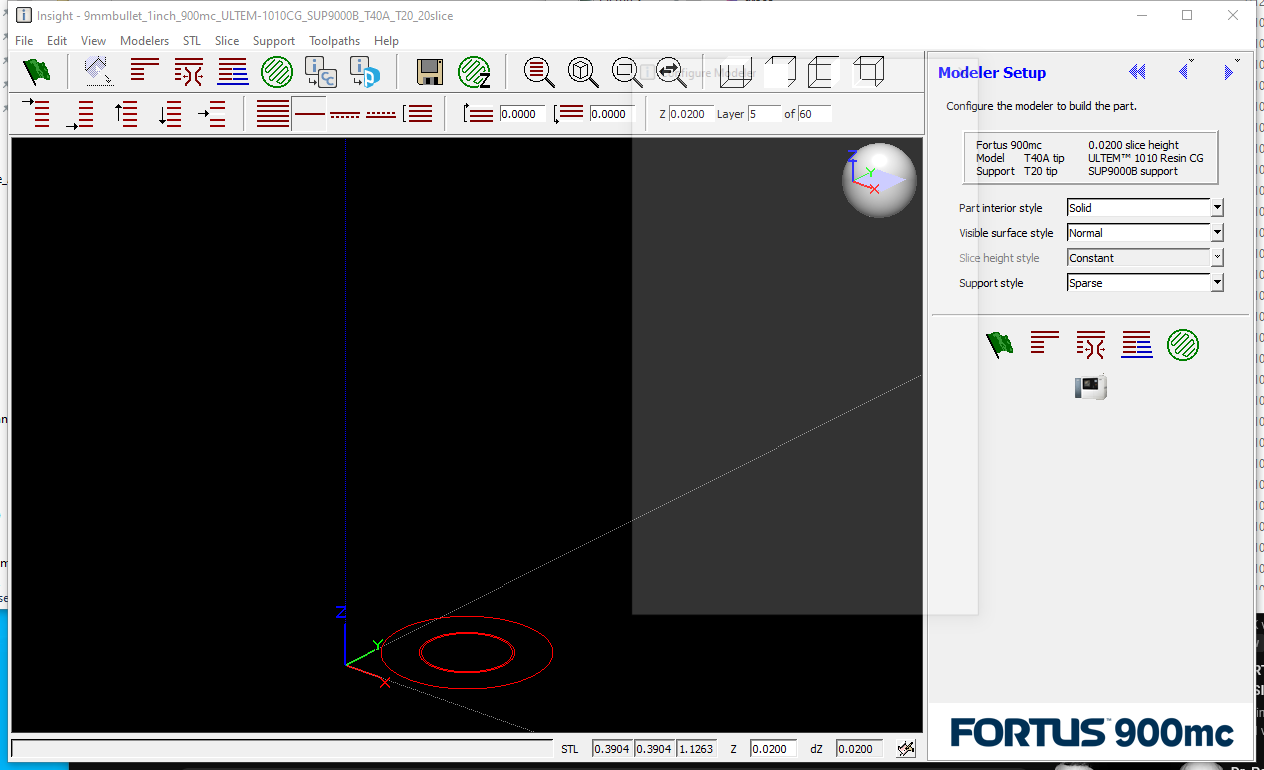 Insight - 9mmbullet_1inch_900mc_ULTEM-1010CG_SUP9000B_T40A_T20_20slice
File Edit View Modelers STL Slice Support Toolpaths Help
Modeler Setup
Configure the modeler to build the part.
0.0000 0.0000 Z 0.0200 Layer 5 of 60
Fortus 900mc 0.0200 slice height
Model T40A tip ULTEM™ 1010 Resin CG
Support T20 tip SUP9000B support
Part interior style Solid
Visible surface style Normal
Slice height style Constant
Support style Sparse
Z
Y
X
Z
Y
X
FORTUS™ 900mc
STL 0.3904 0.3904 1.1263 Z 0.0200 dZ 0.0200